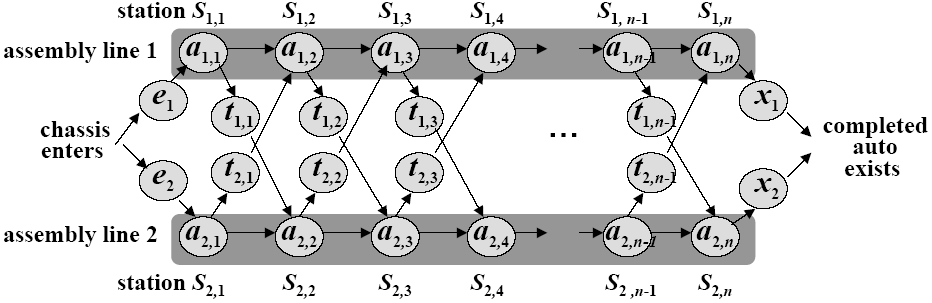 station S1,1 S1,2 S1,3 S1,4 S1, n-1 S1,n
assembly line 1 a1,1 a1,2 a1,3 a1,4 a1,n-1 a1,n
e1 x1
t1,1 t1,2 t1,3 t1,n-1
chassis
enters
...
completed
auto
exists
t2,1 t2,2 t2,3 t2,n-1
e2 x2
assembly line 2 a2,1 a2,2 a2,3 a2,4 a2,n-1 a2,n
station S2,1 S2,2 S2,3 S2,4 S2 ,n-1 S2,n